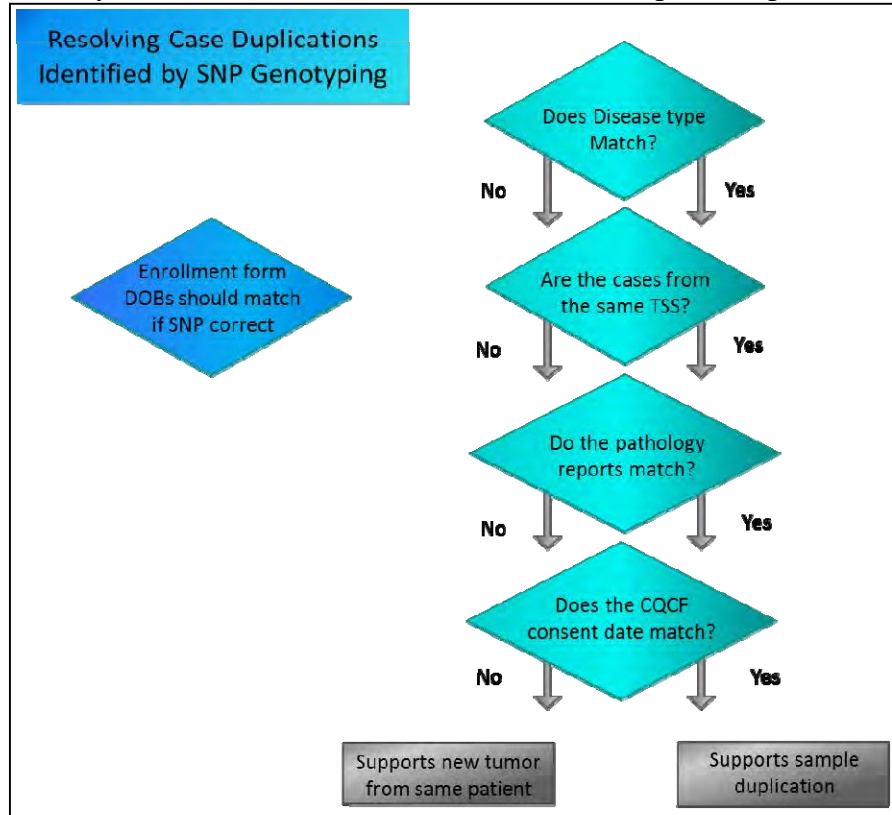 Resolving Case Duplications
Identified by SNP Genotyping
Does Disease type
Match?
No
Yes
Enrollment form
DOBs should match
if SNP correct
Are the cases from
the same TSS?
No
Yes
Do the pathology
reports match?
No
Yes
Does the CQCF
consent date match?
No
Yes
Supports new tumor
from same patient
Supports sample
duplication